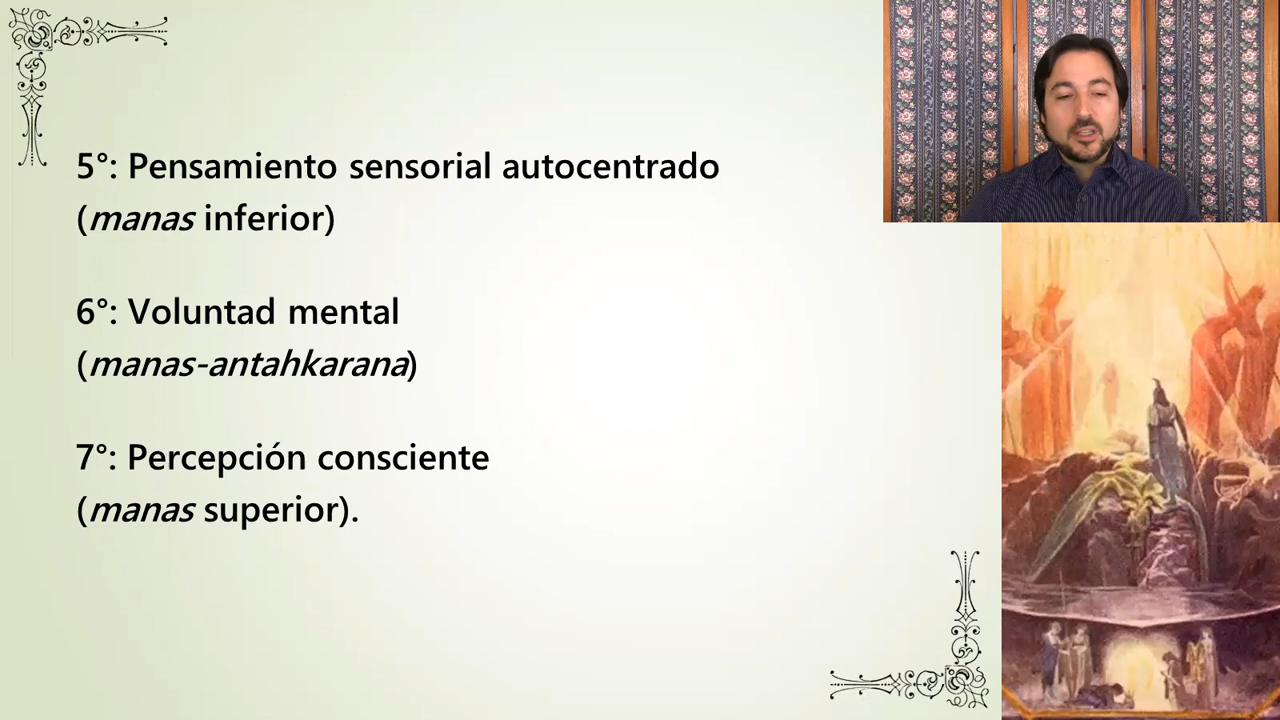 5°: Pensamiento sensorial autocentrado
(manas inferior)
6°: Voluntad mental
(manas-antahkarana)
7°: Percepción consciente
(manas superior).